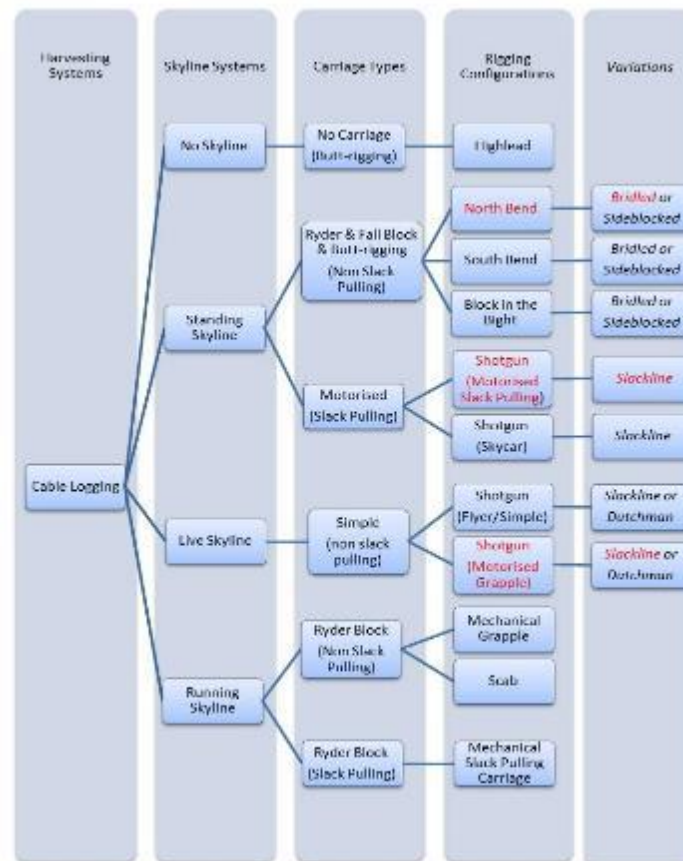 Harvesting
Systems
Skyline Systems
Carriage Types
Rigging
Configurations
Variations
No Skyline
No Carriage
(Butt-rigging)
Highlead
Ryder & Fall Block
& Butt-rigging
(Non Slack
Pulling)
North Bend
Bridled or
Sideblocked
South Bend
Bridled or
Sideblocked
Block in the
Bight
Bridled or
Sideblocked
Standing
Skyline
Motorised
(Slack Pulling)
Shotgun
(Motorised
Slack Pulling)
Slackline
Shotgun
(Skycar)
Slackline
Cable Logging
Live Skyline
Simple
(non slack
pulling)
Shotgun
(Flyer/Simple)
Slackline or
Dutchman
Shotgun
(Motorised
Grapple)
Slackline or
Dutchman
Running
Skyline
Ryder Block
(Non Slack
Pulling)
Mechanical
Grapple
Scab
Ryder Block
(Slack Pulling)
Mechanical
Slack Pulling
Carriage